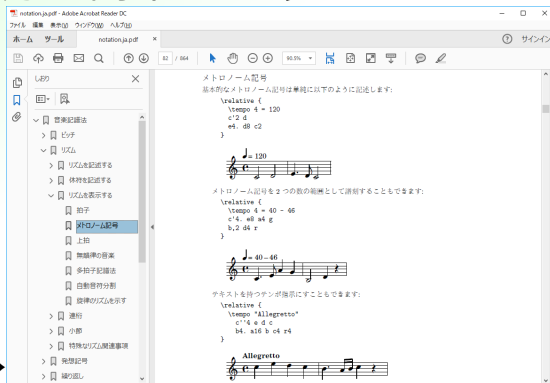 notation.ja.pdf - Adobe Acrobat Reader DC
ファイル 編集 表示(V) ウィンドウ(W) ヘルプ(H)
ホーム ツール notation.ja.pdf × サインイン
82 / 864 90.9%
しおり ×
音楽記譜法
ピッチ
リズム
リズムを記述する
休符を記述する
リズムを表示する
拍子
メトロノーム記号
上拍
無韻律の音楽
多拍子記譜法
自動音符分割
旋律のリズムを示す
連桁
小節
特殊なリズム関連事項
発想記号
繰り返し
メトロノーム記号
基本的なメトロノーム記号は単純に以下のように記述します:
\relative {
\tempo 4 = 120
c'2 d
e4. d8 c2
}
= 120
メトロノーム記号を 2 つの数の範囲として譜刻することもできます:
\relative {
\tempo 4 = 40 - 46
c'4. e8 a4 g
b,2 d4 r
}
= 40 – 46
テキストを持つテンポ指示にすこともできます:
\relative {
\tempo "Allegretto"
c''4 e d c
b4. a16 b c4 r4
}
Allegretto